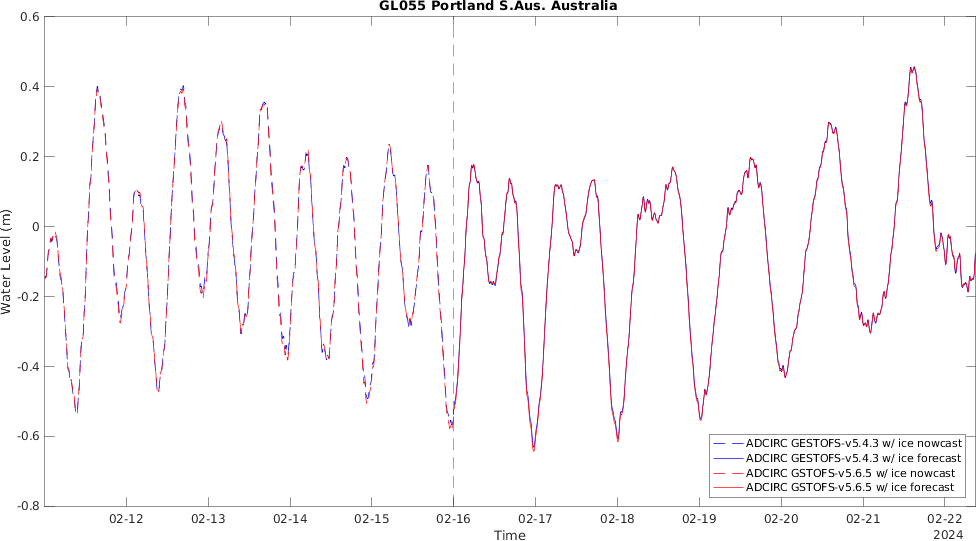 GL055 Portland S.Aus. Australia
0.6
0.4
0.2
0
-0.2
-0.4
-0.6
-0.8
Water Level (m)
ADCIRC GESTOFS-v5.4.3 w/ ice nowcast
ADCIRC GESTOFS-v5.4.3 w/ ice forecast
ADCIRC GSTOFS-v5.6.5 w/ ice nowcast
ADCIRC GSTOFS-v5.6.5 w/ ice forecast
02-12 02-13 02-14 02-15 02-16 02-17 02-18 02-19 02-20 02-21 02-22
Time
2024